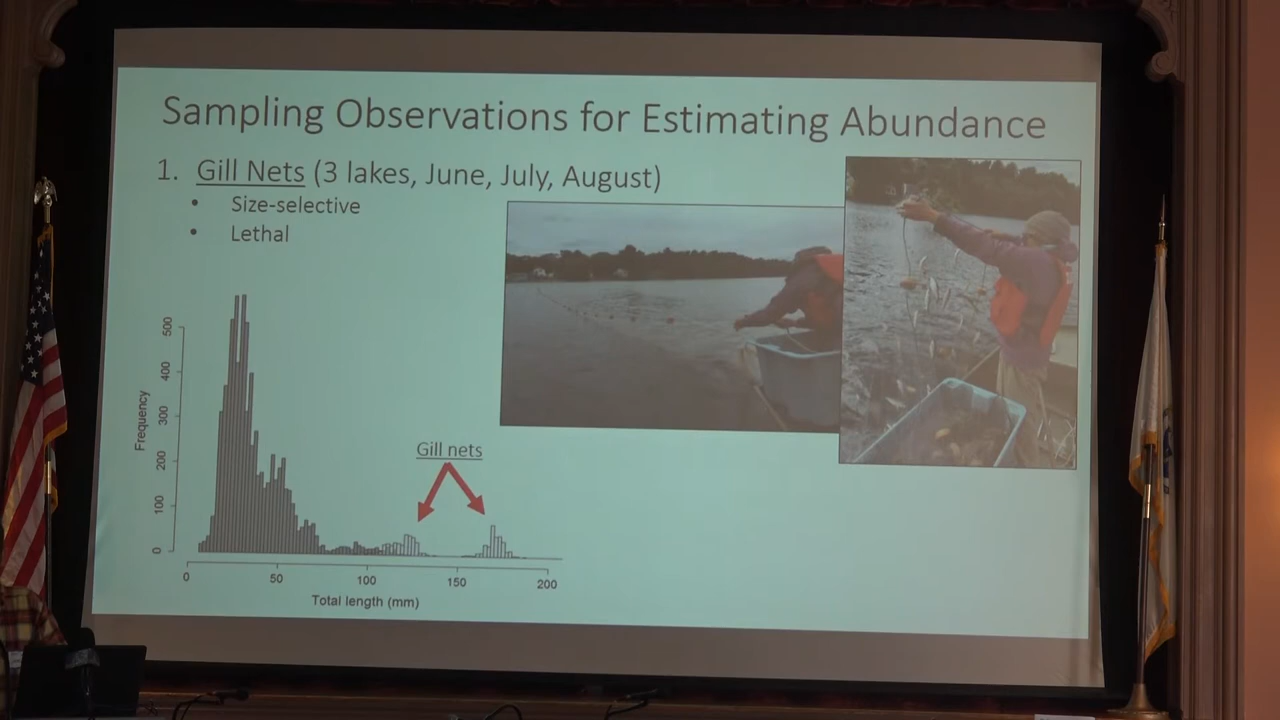 Sampling Observations for Estimating Abundance
1. Gill Nets (3 lakes, June, July, August)
• Size-selective
• Lethal
Gill nets
Frequency
500
400
300
200
100
0
0 50 100 150 200
Total length (mm)